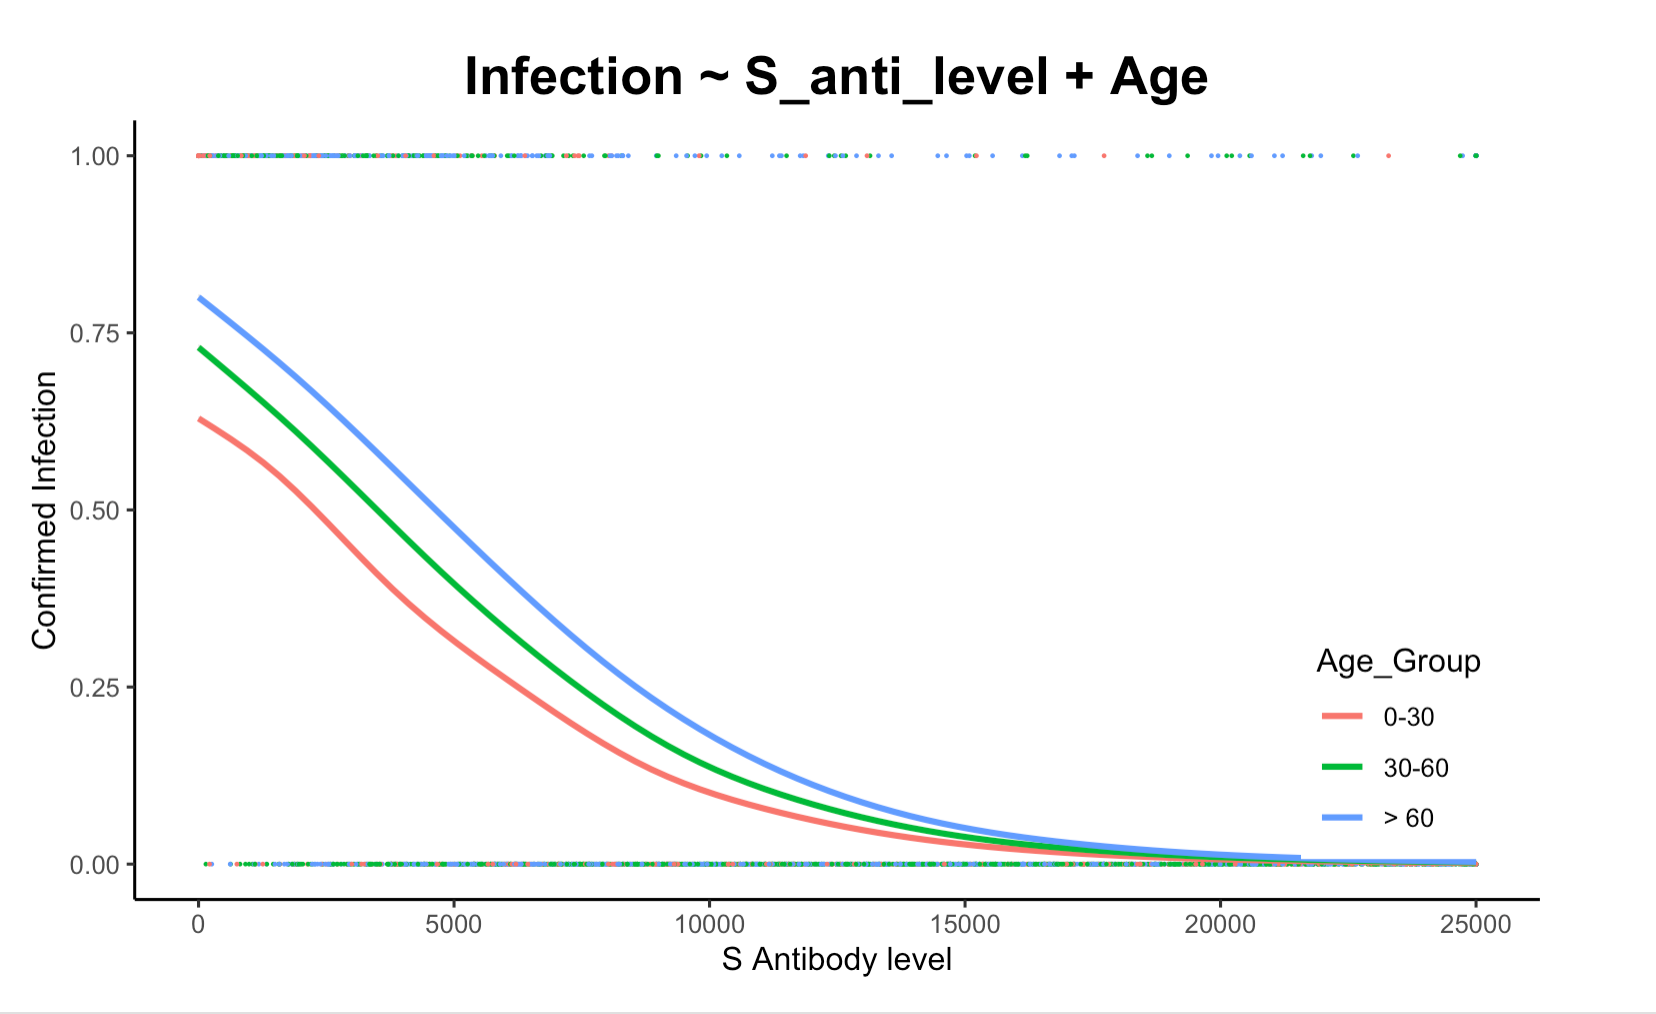 Infection ~ S_anti_level + Age
Confirmed Infection
1.00
0.75
0.50
0.25
0.00
0 5000 10000 15000 20000 25000
S Antibody level
Age_Group
0-30
30-60
> 60